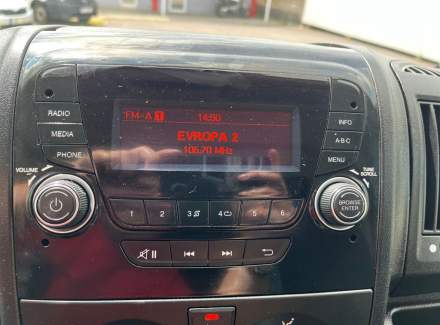 FM-A 1 14:50
EVROPA 2
105.70 MHz
RADIO
MEDIA
PHONE
INFO
A-B-C
MENU
VOLUME
TUNE
SCROLL
BROWSE
ENTER
1 2 3 4 5 6